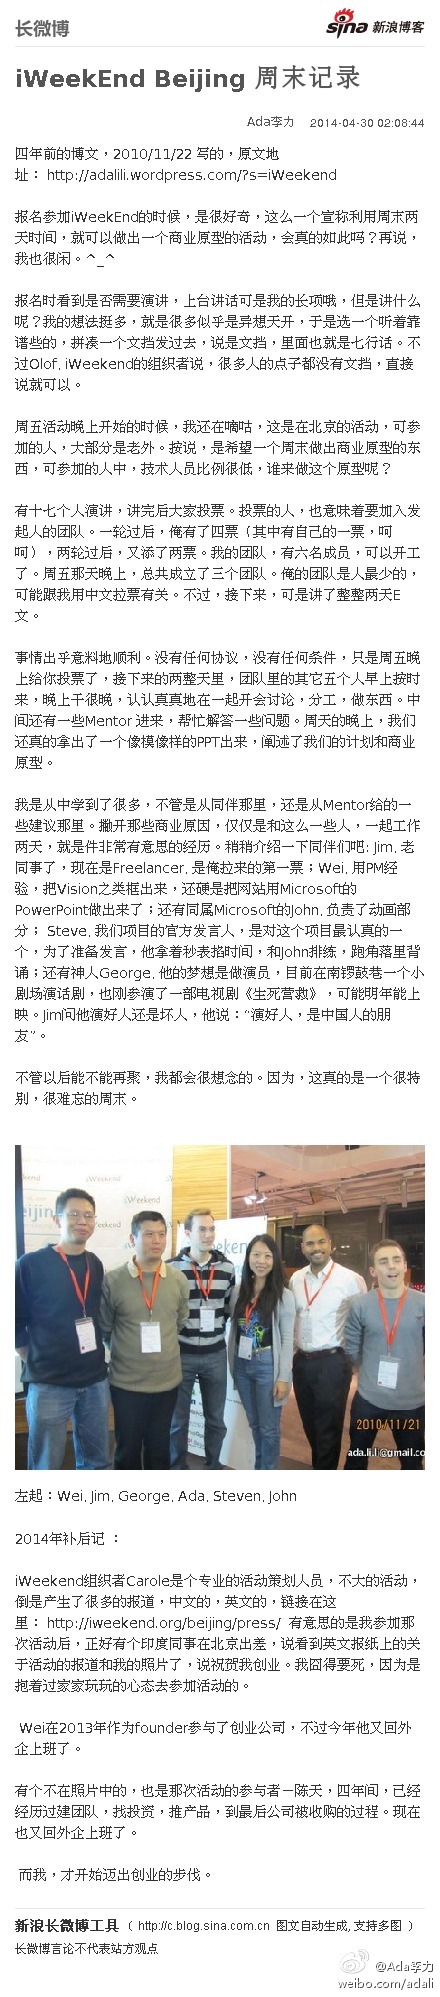 长微博
sina 新浪博客
iWeekEnd Beijing 周末记录
Ada李力 2014-04-30 02:08:44
四年前的博文，2010/11/22 写的，原文地
址： http://adalili.wordpress.com/?s=iWeekend
报名参加iWeekEnd的时候，是很好奇，这么一个宣称利用周末两
天时间，就可以做出一个商业原型的活动，会真的如此吗？再说，
我也很闲。^_^
报名时看到是否需要演讲，上台讲话可是我的长项哦，但是讲什么
呢？我的想法挺多，就是很多似乎是异想天开，于是选一个听着靠
谱些的，拼凑一个文档发过去，说是文档，里面也就是七行话。不
过Olof, iWeekend的组织者说，很多人的点子都没有文挡，直接
说就可以。
周五活动晚上开始的时候，我还在嘀咕，这是在北京的活动，可参
加的人，大部分是老外。按说，是希望一个周末做出商业原型的东
西，可参加的人中，技术人员比例很低，谁来做这个原型呢？
有十七个人演讲，讲完后大家投票。投票的人，也意味着要加入发
起人的团队。一轮过后，俺有了四票（其中有自己的一票，呵
呵），两轮过后，又添了两票。我的团队，有六名成员，可以开工
了。周五那天晚上，总共成立了三个团队。俺的团队是人最少的，
可能跟我用中文拉票有关。不过，接下来，可是讲了整整两天E
文。
事情出乎意料地顺利。没有任何协议，没有任何条件，只是周五晚
上给你投票了，接下来的两整天里，团队里的其它五个人早上按时
来，晚上干很晚，认认真真地在一起开会讨论，分工，做东西。中
间还有一些Mentor 进来，帮忙解答一些问题。周天的晚上，我们
还真的拿出了一个像摸像样的PPT出来，阐述了我们的计划和商业
原型。
我是从中学到了很多，不管是从同伴那里，还是从Mentor给的一
些建议那里。撇开那些商业原因，仅仅是和这么一些人，一起工作
两天，就是件非常有意思的经历。稍稍介绍一下同伴们吧: Jim, 老
同事了，现在是Freelancer, 是俺拉来的第一票；Wei, 用PM经
验，把Vision之类框出来，还硬是把网站用Microsoft的
PowerPoint做出来了；还有同属Microsoft的John, 负责了动画部
分； Steve, 我们项目的官方发言人，是对这个项目最认真的一
个，为了准备发言，他拿着秒表掐时间，和John排练，跑角落里背
诵；还有神人George, 他的梦想是做演员，目前在南锣鼓巷一个小
剧场演话剧，也刚参演了一部电视剧《生死营救》，可能明年能上
映。Jim问他演好人还是坏人，他说：“演好人，是中国人的朋
友”。
不管以后能不能再聚，我都会很想念的。因为，这真的是一个很特
别，很难忘的周末。
iWeekend
2010/11/21
ada.li.l@gmail.co
左起：Wei, Jim, George, Ada, Steven, John
2014年补后记 ：
iWeekend组织者Carole是个专业的活动策划人员，不大的活动，
倒是产生了很多的报道，中文的，英文的，链接在这
里： http://iweekend.org/beijing/press/ 有意思的是我参加那
次活动后，正好有个印度同事在北京出差，说看到英文报纸上的关
于活动的报道和我的照片了，说祝贺我创业。我囧得要死，因为是
抱着过家家玩玩的心态去参加活动的。
Wei在2013年作为founder参与了创业公司，不过今年他又回外
企上班了。
有个不在照片中的，也是那次活动的参与者－陈天，四年间，已经
经历过建团队，找投资，推产品，到最后公司被收购的过程。现在
也又回外企上班了。
而我，才开始迈出创业的步伐。
新浪长微博工具 （ http://c.blog.sina.com.cn 图文自动生成, 支持多图 ）
长微博言论不代表站方观点
@Ada李力
weibo.com/adali